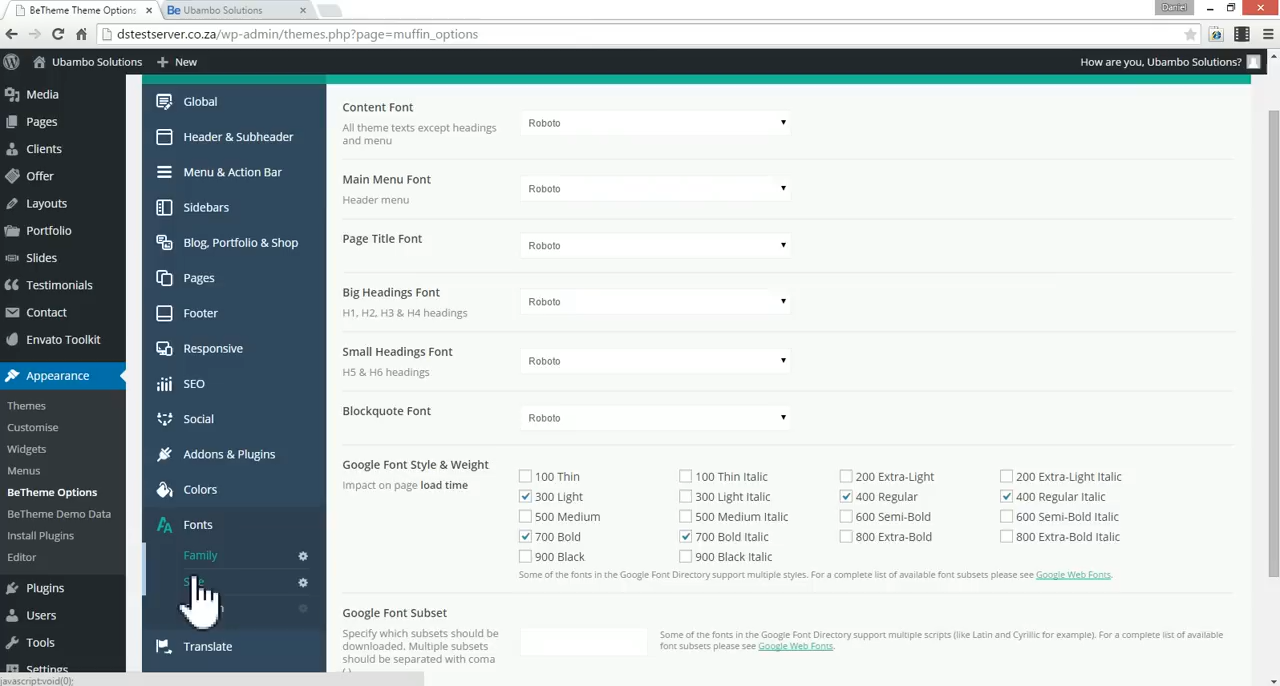 BeTheme Theme Options
Ubambo Solutions
Daniel
dstestserver.co.za/wp-admin/themes.php?page=muffin_options
Ubambo Solutions
New
How are you, Ubambo Solutions?
Media
Pages
Clients
Offer
Layouts
Portfolio
Slides
Testimonials
Contact
Envato Toolkit
Appearance
Themes
Customise
Widgets
Menus
BeTheme Options
BeTheme Demo Data
Install Plugins
Editor
Plugins
Users
Tools
Settings
Global
Header & Subheader
Menu & Action Bar
Sidebars
Blog, Portfolio & Shop
Pages
Footer
Responsive
SEO
Social
Addons & Plugins
Colors
Fonts
Family
Translate
Content Font
All theme texts except headings
and menu
Roboto
Main Menu Font
Header menu
Roboto
Page Title Font
Roboto
Big Headings Font
H1, H2, H3 & H4 headings
Roboto
Small Headings Font
H5 & H6 headings
Roboto
Blockquote Font
Roboto
Google Font Style & Weight
Impact on page load time
100 Thin 100 Thin Italic 200 Extra-Light 200 Extra-Light Italic
300 Light 300 Light Italic 400 Regular 400 Regular Italic
500 Medium 500 Medium Italic 600 Semi-Bold 600 Semi-Bold Italic
700 Bold 700 Bold Italic 800 Extra-Bold 800 Extra-Bold Italic
900 Black 900 Black Italic
Some of the fonts in the Google Font Directory support multiple styles. For a complete list of available font subsets please see Google Web Fonts.
Google Font Subset
Specify which subsets should be
downloaded. Multiple subsets
should be separated with coma
(,)
Some of the fonts in the Google Font Directory support multiple scripts (like Latin and Cyrillic for example). For a complete list of available
font subsets please see Google Web Fonts.
javascript:void(0);